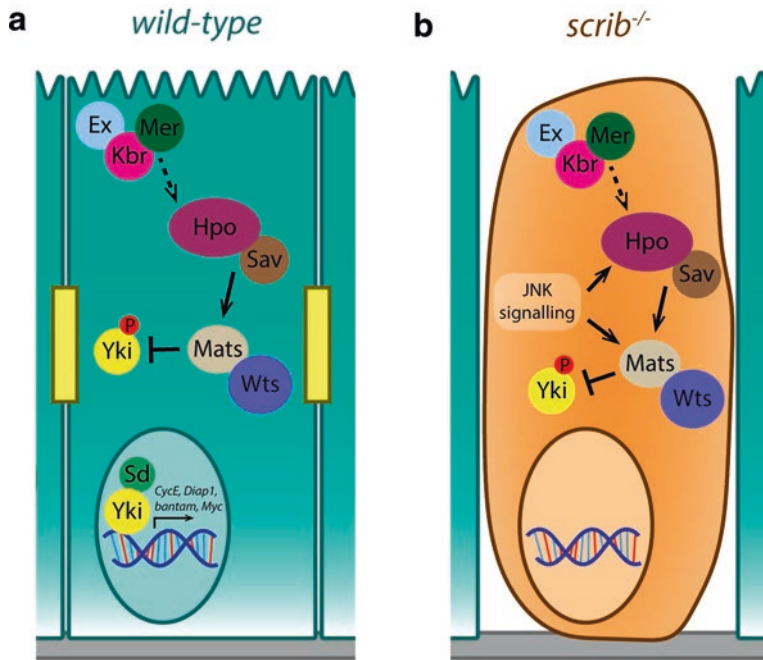 a
wild-type
Ex
Mer
Kbr
Hpo
Sav
P
Yki
Mats
Wts
Sd
Yki
CycE, Diap1,
bantam, Myc
b
scrib-/-
Ex
Mer
Kbr
Hpo
Sav
JNK
signalling
P
Yki
Mats
Wts